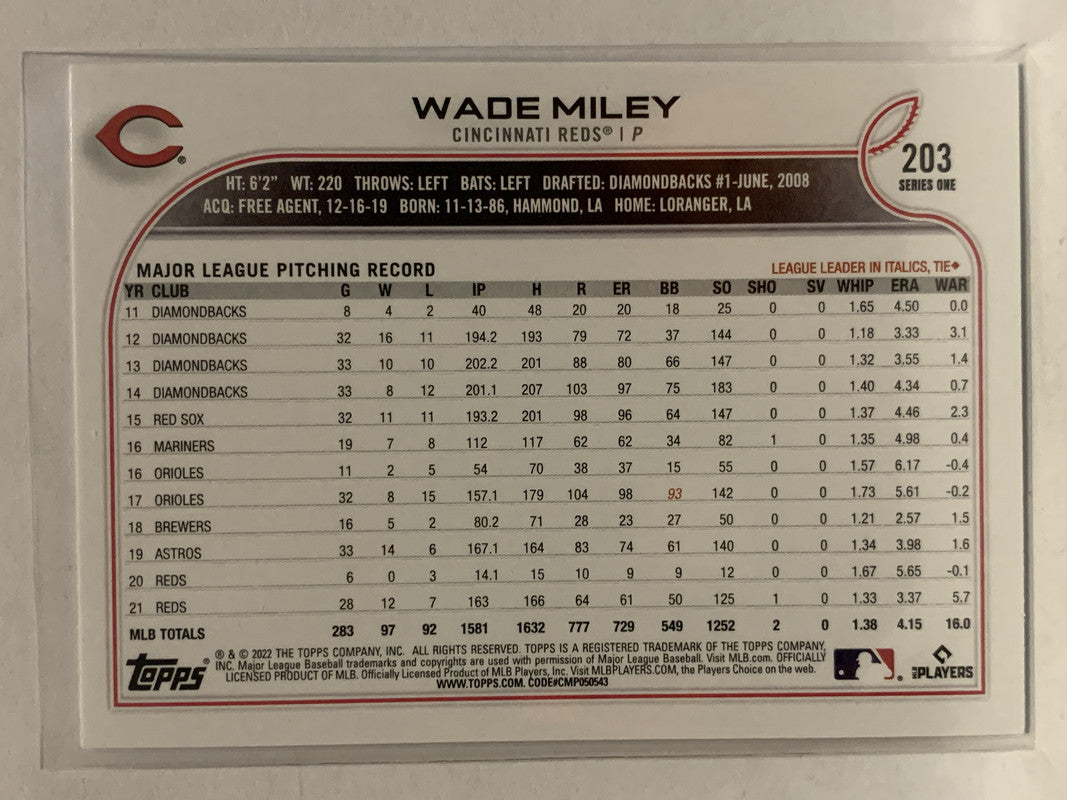 WADE MILEY
CINCINNATI REDS® | P
203
SERIES ONE
HT: 6'2" WT: 220 THROWS: LEFT BATS: LEFT DRAFTED: DIAMONDBACKS #1-JUNE, 2008
ACQ: FREE AGENT, 12-16-19 BORN: 11-13-86, HAMMOND, LA HOME: LORANGER, LA
MAJOR LEAGUE PITCHING RECORD LEAGUE LEADER IN ITALICS, TIE◆
YR CLUB G W L IP H R ER BB SO SHO SV WHIP ERA WAR
11 DIAMONDBACKS 8 4 2 40 48 20 20 18 25 0 0 1.65 4.50 0.0
12 DIAMONDBACKS 32 16 11 194.2 193 79 72 37 144 0 0 1.18 3.33 3.1
13 DIAMONDBACKS 33 10 10 202.2 201 88 80 66 147 0 0 1.32 3.55 1.4
14 DIAMONDBACKS 33 8 12 201.1 207 103 97 75 183 0 0 1.40 4.34 0.7
15 RED SOX 32 11 11 193.2 201 98 96 64 147 0 0 1.37 4.46 2.3
16 MARINERS 19 7 8 112 117 62 62 34 82 1 0 1.35 4.98 0.4
16 ORIOLES 11 2 5 54 70 38 37 15 55 0 0 1.57 6.17 -0.4
17 ORIOLES 32 8 15 157.1 179 104 98 93 142 0 0 1.73 5.61 -0.2
18 BREWERS 16 5 2 80.2 71 28 23 27 50 0 0 1.21 2.57 1.5
19 ASTROS 33 14 6 167.1 164 83 74 61 140 0 0 1.34 3.98 1.6
20 REDS 6 0 3 14.1 15 10 9 9 12 0 0 1.67 5.65 -0.1
21 REDS 28 12 7 163 166 64 61 50 125 1 0 1.33 3.37 5.7
MLB TOTALS 283 97 92 1581 1632 777 729 549 1252 2 0 1.38 4.15 16.0
Topps®
® & © 2022 THE TOPPS COMPANY, INC. ALL RIGHTS RESERVED. TOPPS IS A REGISTERED TRADEMARK OF THE TOPPS COMPANY,
INC. Major League Baseball trademarks and copyrights are used with permission of Major League Baseball. Visit MLB.com. OFFICIALLY
LICENSED PRODUCT OF MLB. Officially Licensed Product of MLB Players, Inc. Visit MLBPLAYERS.COM, the Players Choice on the web.
WWW.TOPPS.COM. CODE#CMP050543
MLB PLAYERS